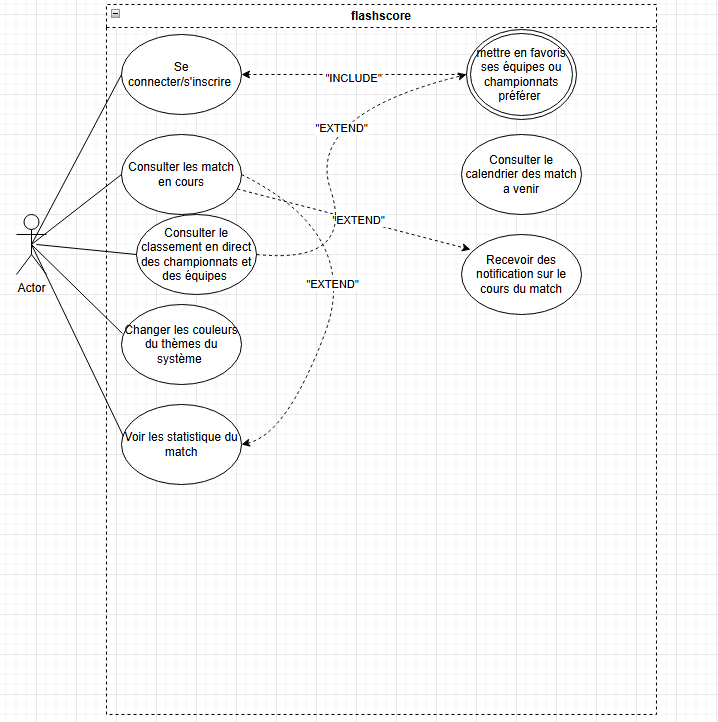 flashscore
Se
connecter/s'inscrire
"INCLUDE"
mettre en favoris
ses équipes ou
championnats
préférer
"EXTEND"
Consulter les match
en cours
Consulter le
calendrier des match
a venir
Consulter le
classement en direct
des championnats et
des équipes
"EXTEND"
Recevoir des
notification sur le
cours du match
Actor
"EXTEND"
Changer les couleurs
du thèmes du
système
Voir les statistique du
match